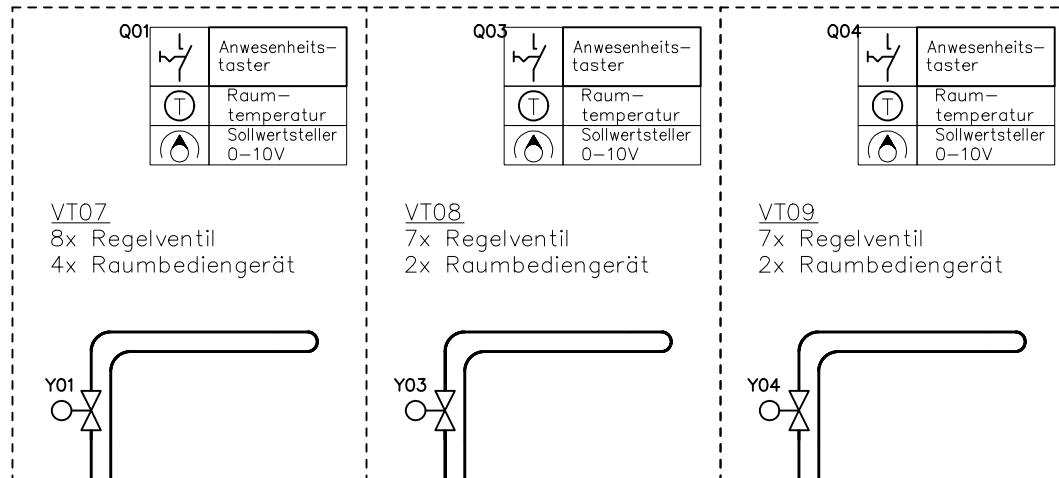 Q01
Anwesenheits-
taster
T
Raum-
temperatur
Sollwertsteller
0-10V
VT07
8x Regelventil
4x Raumbediengerät
Y01
Q03
Anwesenheits-
taster
T
Raum-
temperatur
Sollwertsteller
0-10V
VT08
7x Regelventil
2x Raumbediengerät
Y03
Q04
Anwesenheits-
taster
T
Raum-
temperatur
Sollwertsteller
0-10V
VT09
7x Regelventil
2x Raumbediengerät
Y04